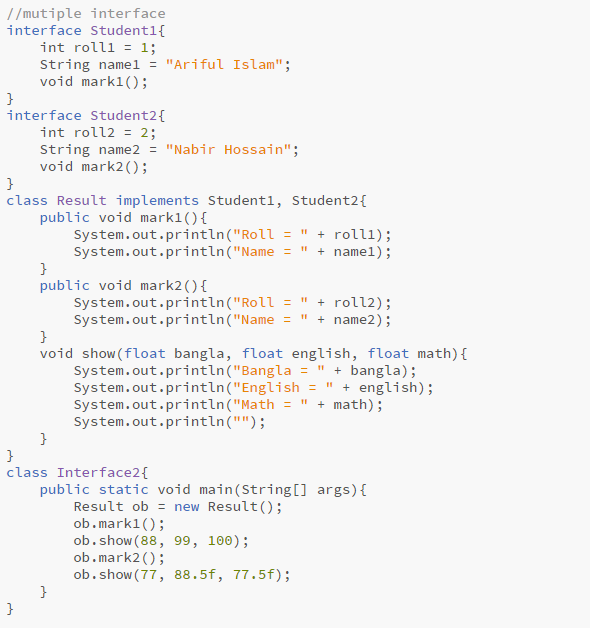 //mutiple interface
interface Student1{
    int roll1 = 1;
    String name1 = "Ariful Islam";
    void mark1();
}
interface Student2{
    int roll2 = 2;
    String name2 = "Nabir Hossain";
    void mark2();
}
class Result implements Student1, Student2{
    public void mark1(){
        System.out.println("Roll = " + roll1);
        System.out.println("Name = " + name1);
    }
    public void mark2(){
        System.out.println("Roll = " + roll2);
        System.out.println("Name = " + name2);
    }
    void show(float bangla, float english, float math){
        System.out.println("Bangla = " + bangla);
        System.out.println("English = " + english);
        System.out.println("Math = " + math);
        System.out.println("");
    }
}
class Interface2{
    public static void main(String[] args){
        Result ob = new Result();
        ob.mark1();
        ob.show(88, 99, 100);
        ob.mark2();
        ob.show(77, 88.5f, 77.5f);
    }
}